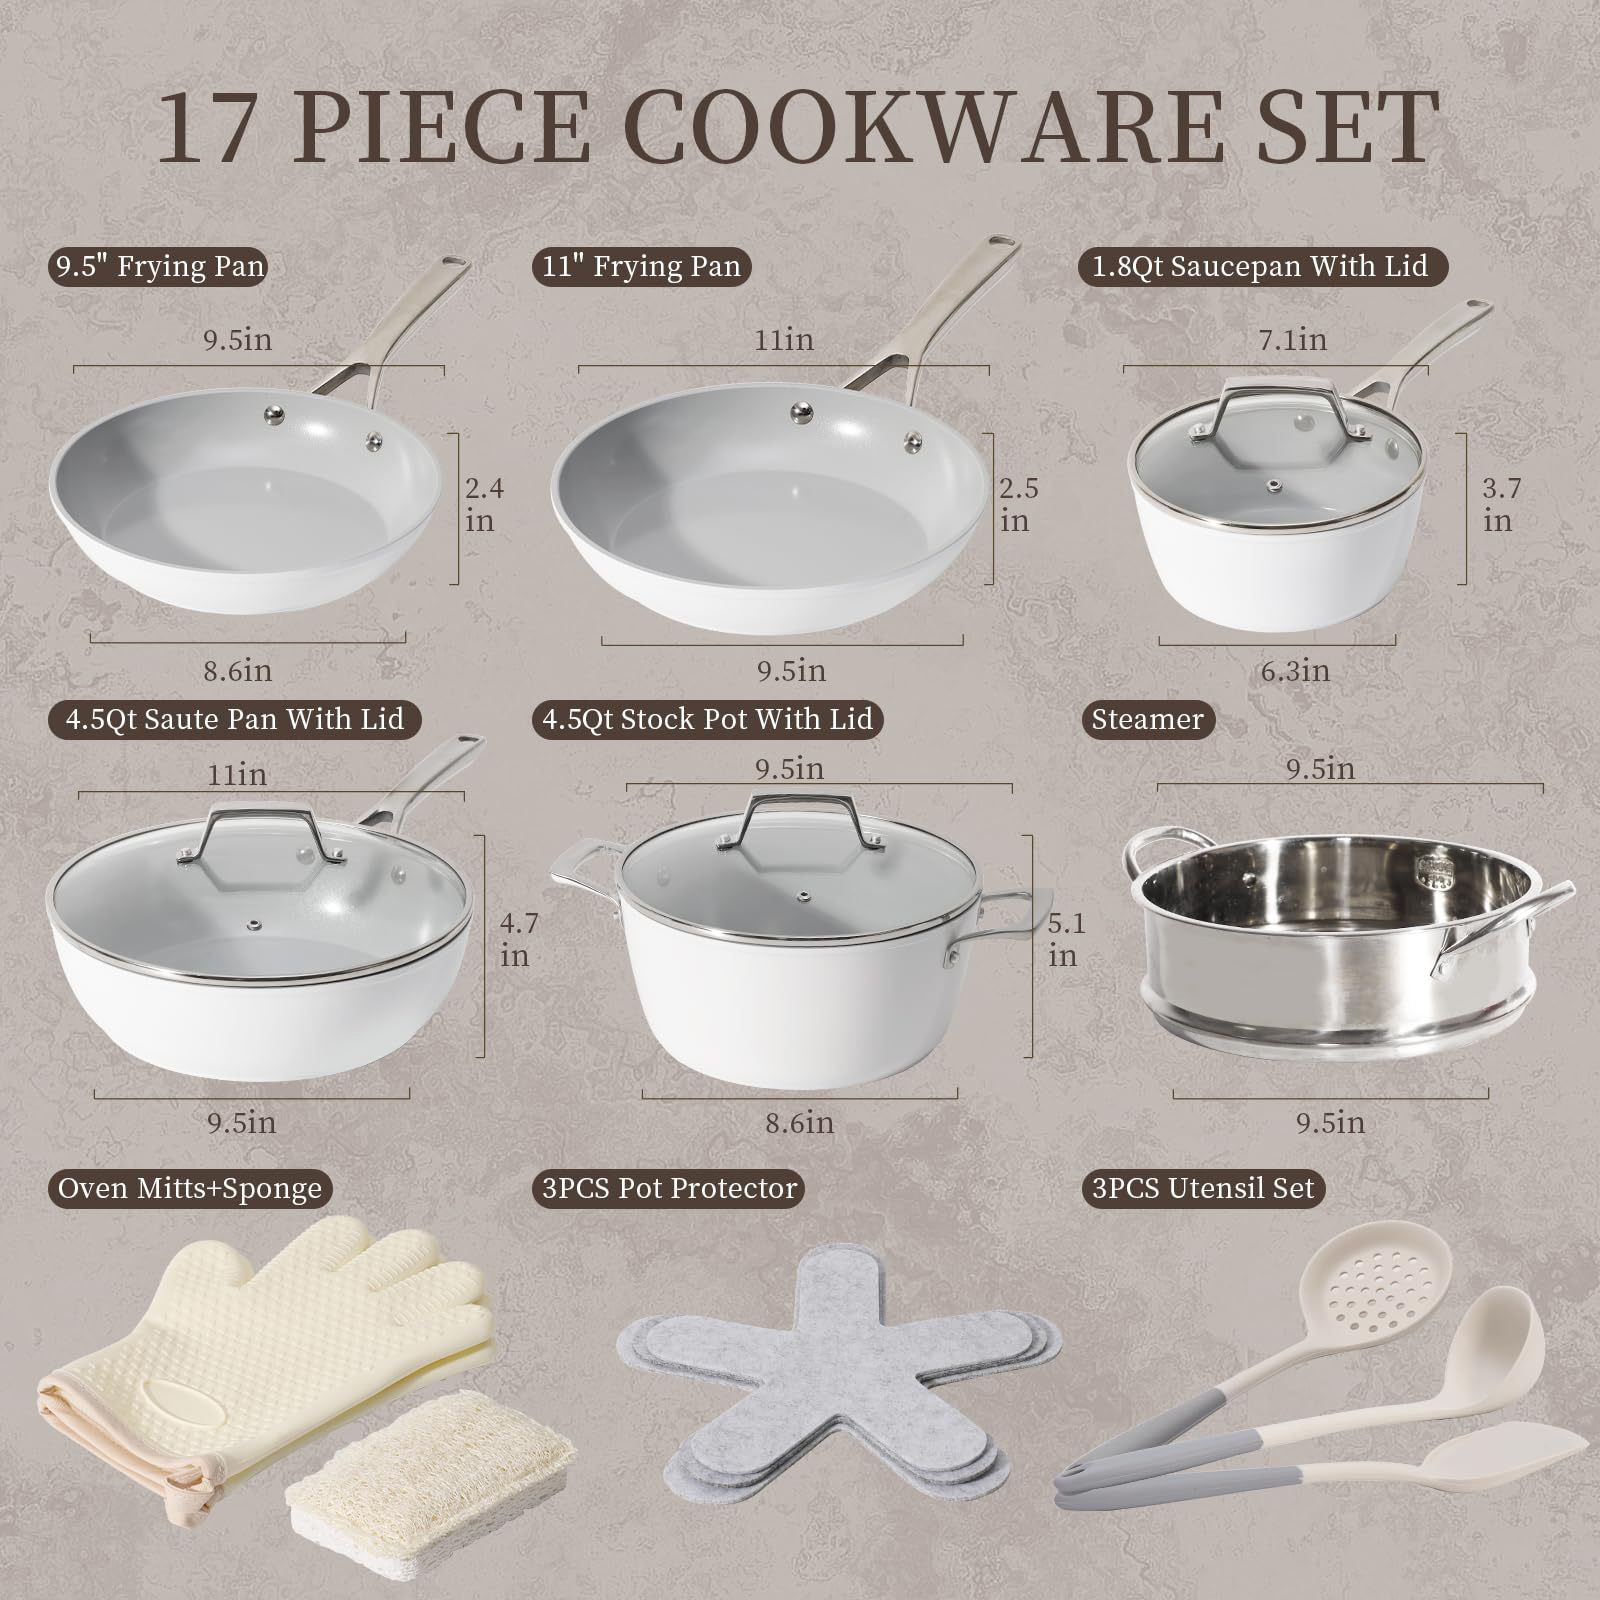 17 PIECE COOKWARE SET
9.5" Frying Pan
11" Frying Pan
1.8Qt Saucepan With Lid
9.5in
11in
7.1in
2.4
in
2.5
in
3.7
in
8.6in
9.5in
6.3in
4.5Qt Saute Pan With Lid
4.5Qt Stock Pot With Lid
Steamer
11in
9.5in
9.5in
4.7
in
5.1
in
9.5in
8.6in
9.5in
Oven Mitts+Sponge
3PCS Pot Protector
3PCS Utensil Set